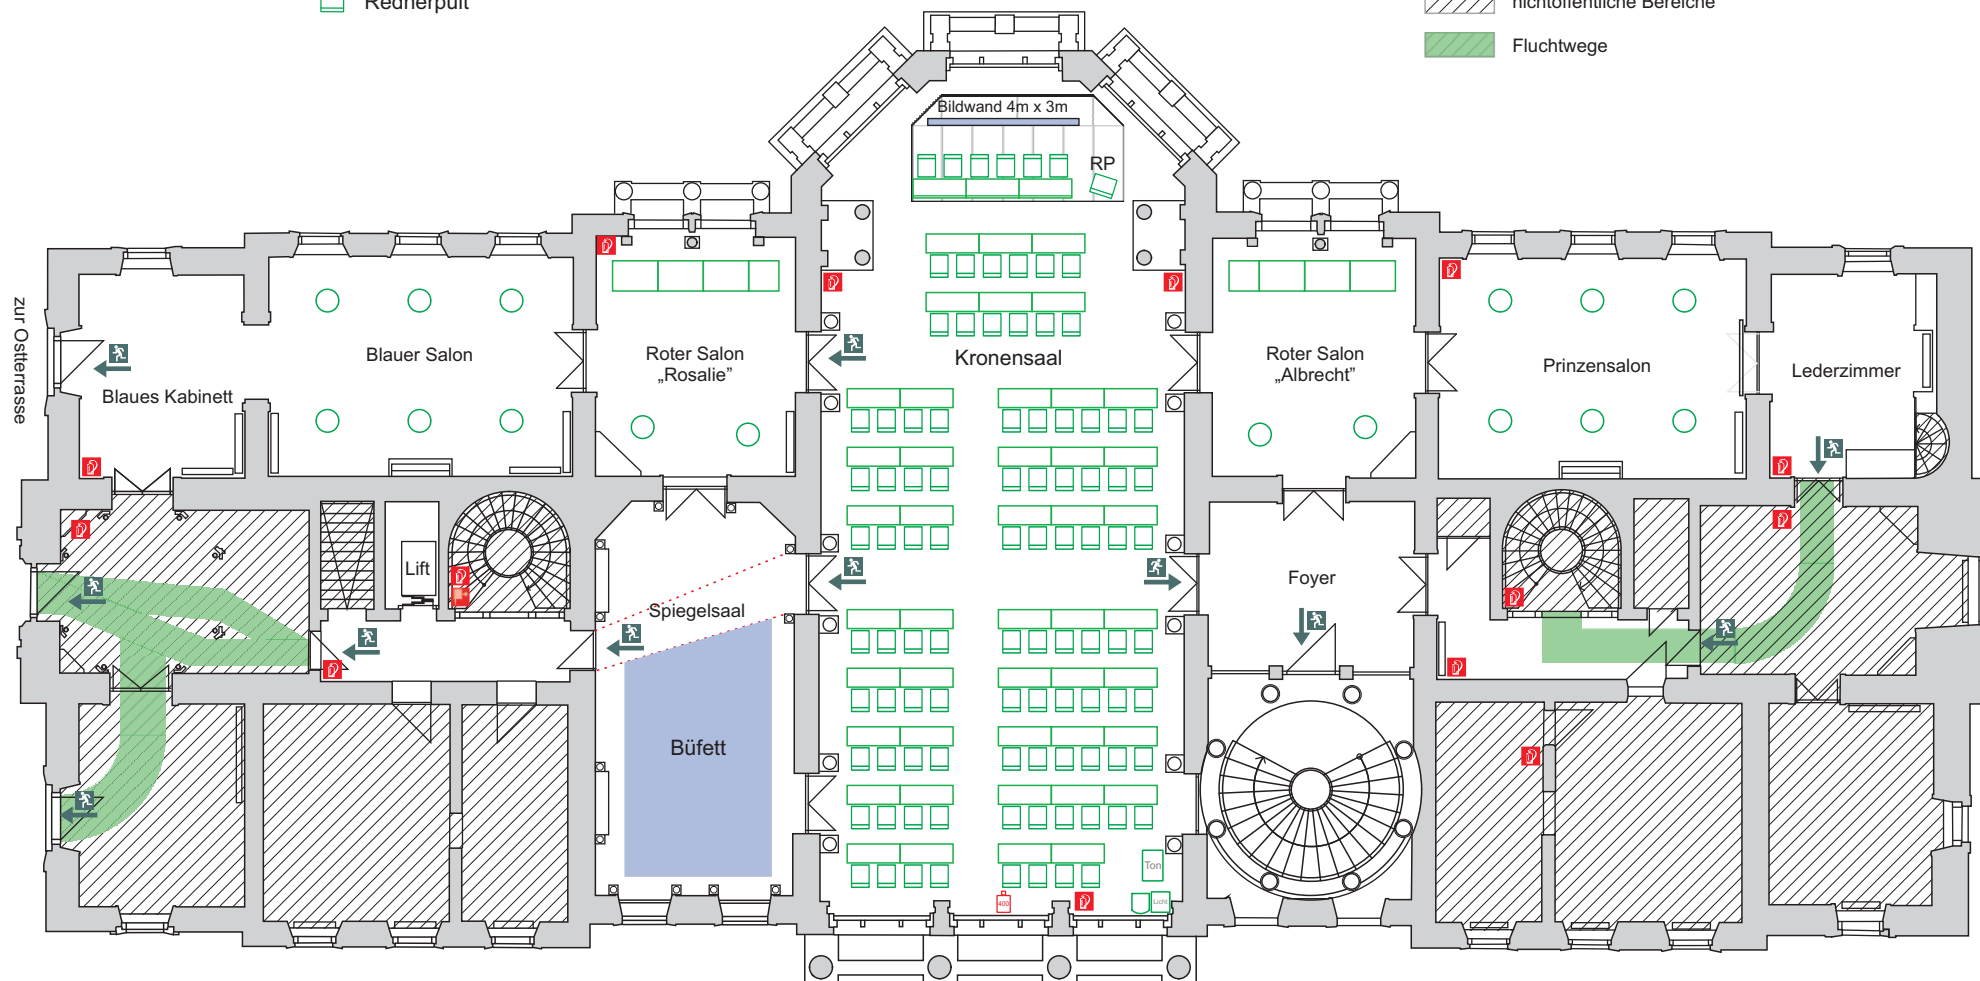 Rednerpult
nichtöffentliche Bereiche
Fluchtwege
Bildwand 4m x 3m
RP
zur Ostterrasse
Blaues Kabinett
Blauer Salon
Roter Salon
„Rosalie”
Kronensaal
Roter Salon
„Albrecht”
Prinzensalon
Lederzimmer
Lift
Spiegelsaal
Foyer
Büfett
Ton
Licht
400